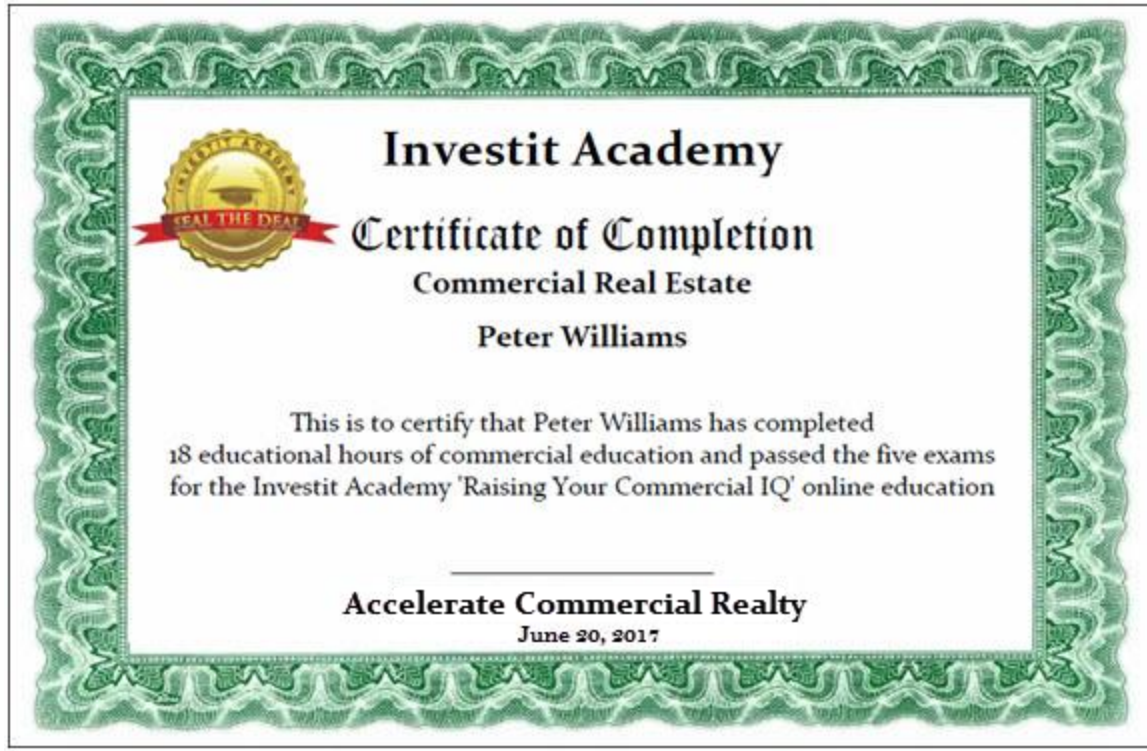 Investit Academy
INVESTIT ACADEMY
SEAL THE DEAL
Certificate of Completion
Commercial Real Estate
Peter Williams
This is to certify that Peter Williams has completed
18 educational hours of commercial education and passed the five exams
for the Investit Academy 'Raising Your Commercial IQ' online education
Accelerate Commercial Realty
June 20, 2017